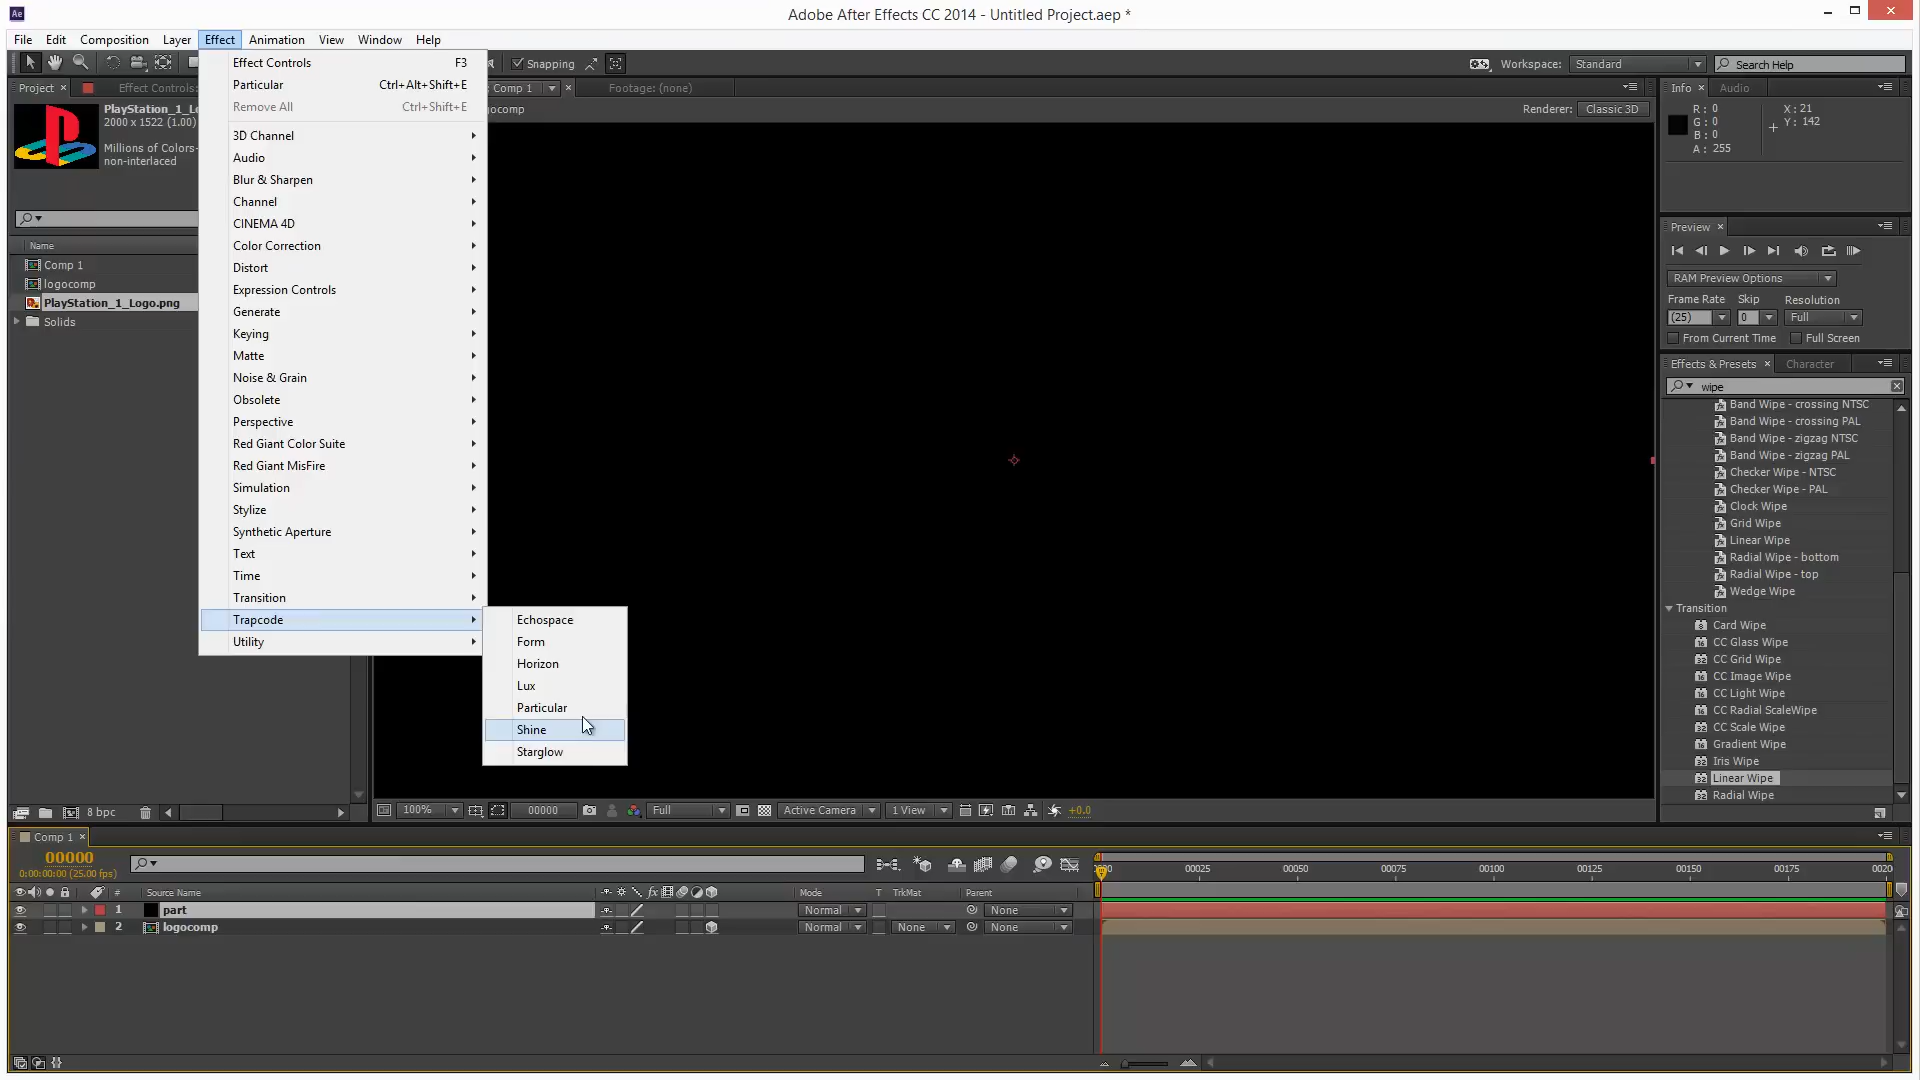 Ae
Adobe After Effects CC 2014 - Untitled Project.aep *
File Edit Composition Layer Effect Animation View Window Help
Snapping
Workspace: Standard
Search Help
Project
Effect Controls:
PlayStation_1_Lo
2000 x 1522 (1.00)
Millions of Colors-
non-interlaced
Name
Comp 1
logocomp
PlayStation_1_Logo.png
Solids
8 bpc
Effect Controls F3
Particular Ctrl+Alt+Shift+E
Remove All Ctrl+Shift+E
3D Channel
Audio
Blur & Sharpen
Channel
CINEMA 4D
Color Correction
Distort
Expression Controls
Generate
Keying
Matte
Noise & Grain
Obsolete
Perspective
Red Giant Color Suite
Red Giant MisFire
Simulation
Stylize
Synthetic Aperture
Text
Time
Transition
Trapcode
Utility
Echospace
Form
Horizon
Lux
Particular
Shine
Starglow
Comp 1
Footage: (none)
ocomp
Renderer: Classic 3D
100% 00000 Full Active Camera 1 View +0.0
Info Audio
R: 0
G: 0
B: 0
A: 255
X: 21
Y: 142
Preview
RAM Preview Options
Frame Rate Skip Resolution
(25) 0 Full
From Current Time Full Screen
Effects & Presets Character
wipe
Band Wipe - crossing NTSC
Band Wipe - crossing PAL
Band Wipe - zigzag NTSC
Band Wipe - zigzag PAL
Checker Wipe - NTSC
Checker Wipe - PAL
Clock Wipe
Grid Wipe
Linear Wipe
Radial Wipe - bottom
Radial Wipe - top
Wedge Wipe
Transition
Card Wipe
CC Glass Wipe
CC Grid Wipe
CC Image Wipe
CC Light Wipe
CC Radial ScaleWipe
CC Scale Wipe
Gradient Wipe
Iris Wipe
Linear Wipe
Radial Wipe
Comp 1
00000
0:00:00:00 (25.00 fps)
# Source Name fx Mode T TrkMat Parent
00025 00050 00075 00100 00125 00150 00175 0020
1 part Normal None
2 logocomp Normal None None